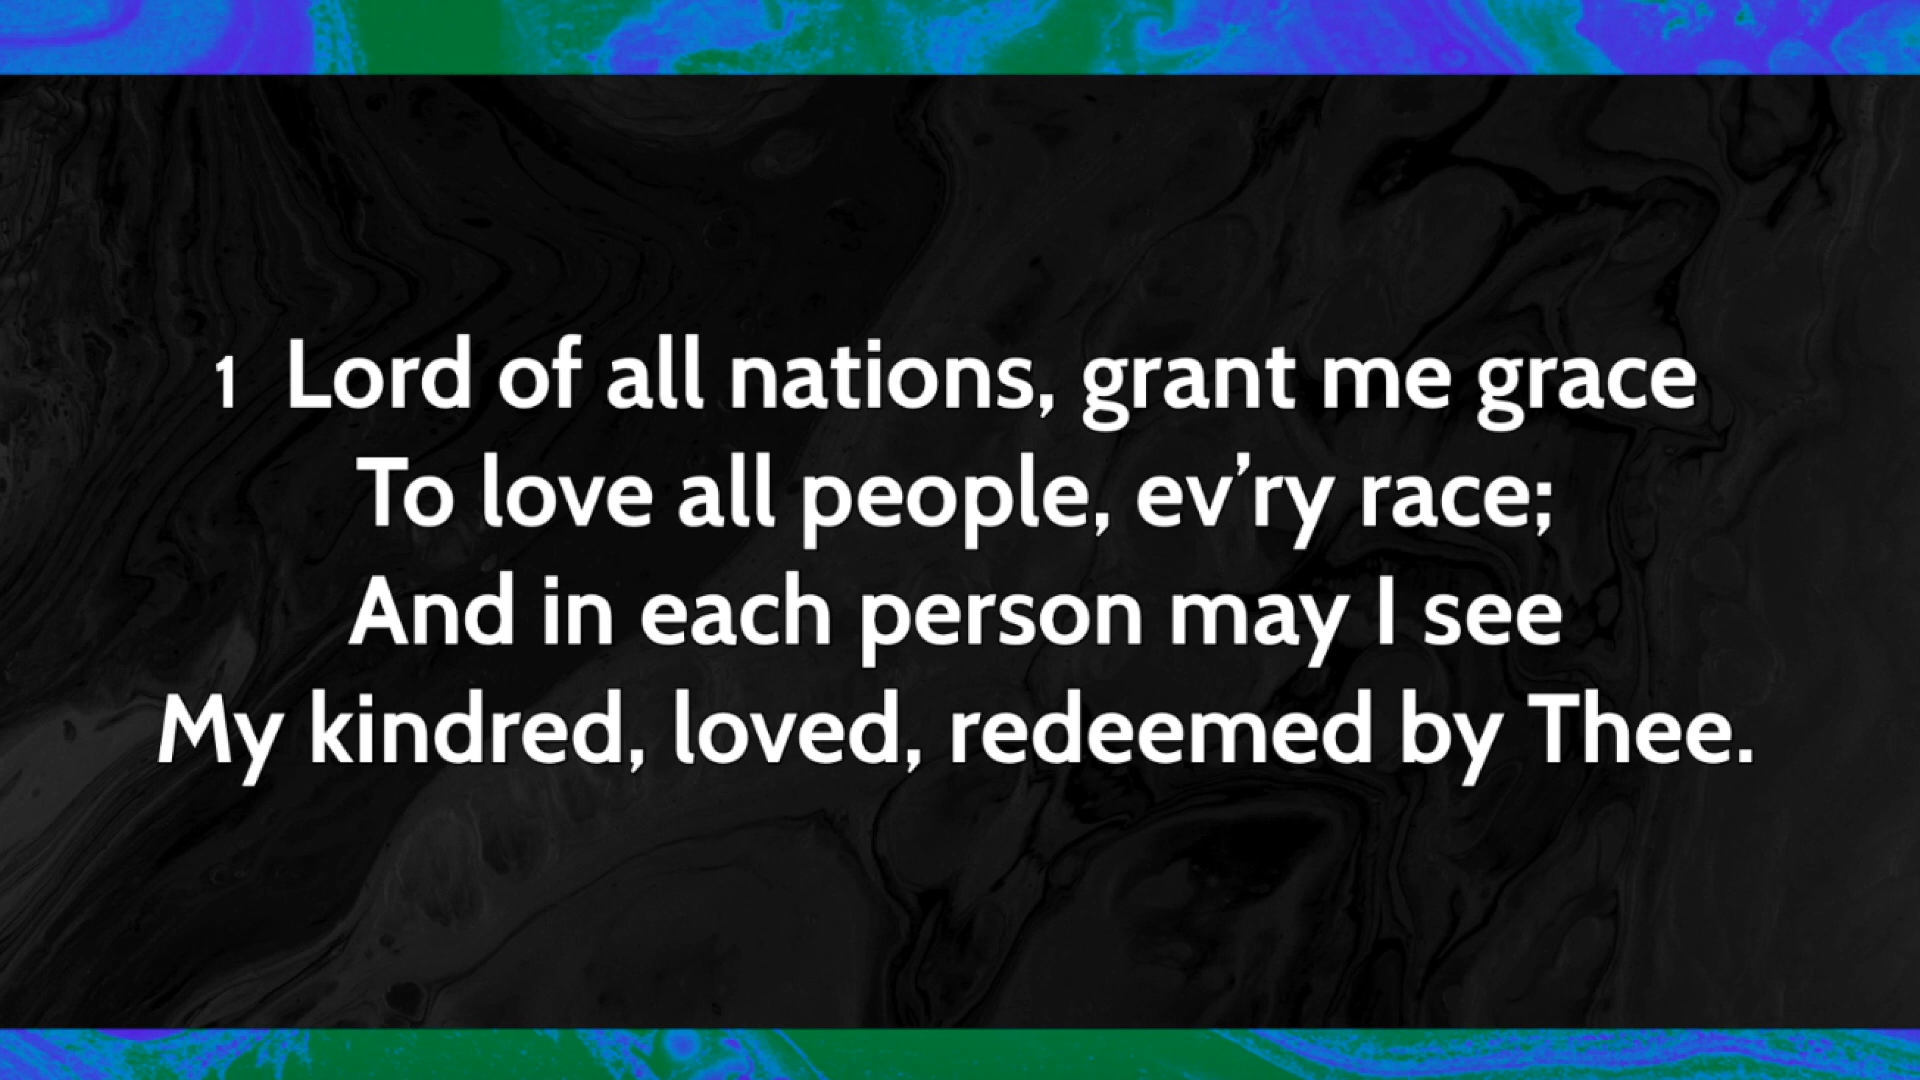 1 Lord of all nations, grant me grace
To love all people, ev’ry race;
And in each person may I see
My kindred, loved, redeemed by Thee.